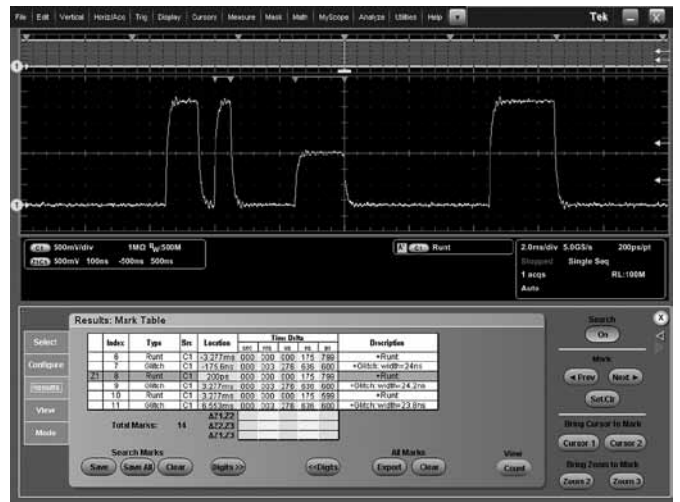 File Edit Vertical Horiz/Acq Trig Display Cursors Measure Mask Math MyScope Analyze Utilities Help Tek
C1 500mV/div 1MΩ BW:500M
Z1C1 500mV 100ns -500ns 500ns
A' C1 Runt
2.0ms/div 5.0GS/s 200ps/pt
Stopped Single Seq
1 acqs RL:100M
Auto
Results: Mark Table
Search
On
Select
Configure
Results
View
Mode
Index Type Src Location Time Delta Description
sec ms us ns ps
6 Runt C1 -3.277ms 000 000 000 175 799 +Runt
7 Glitch C1 -175.6ns 000 003 276 636 600 +Glitch: width=24ns
Z1 8 Runt C1 200ps 000 000 000 175 799 +Runt
9 Glitch C1 3.277ms 000 003 276 636 600 +Glitch: width=24.2ns
10 Runt C1 3.277ms 000 000 000 175 599 +Runt
11 Glitch C1 6.553ms 000 003 276 636 800 +Glitch: width=23.8ns
Total Marks: 14
ΔZ1,Z2
ΔZ2,Z3
ΔZ1,Z3
Search Marks
Save Save All Clear
Digits >>
<<Digits
All Marks
Export Clear
View
Count
Mark
Prev Next
Set/Clr
Bring Cursor to Mark
Cursor 1 Cursor 2
Bring Zoom to Mark
Zoom 2 Zoom 3